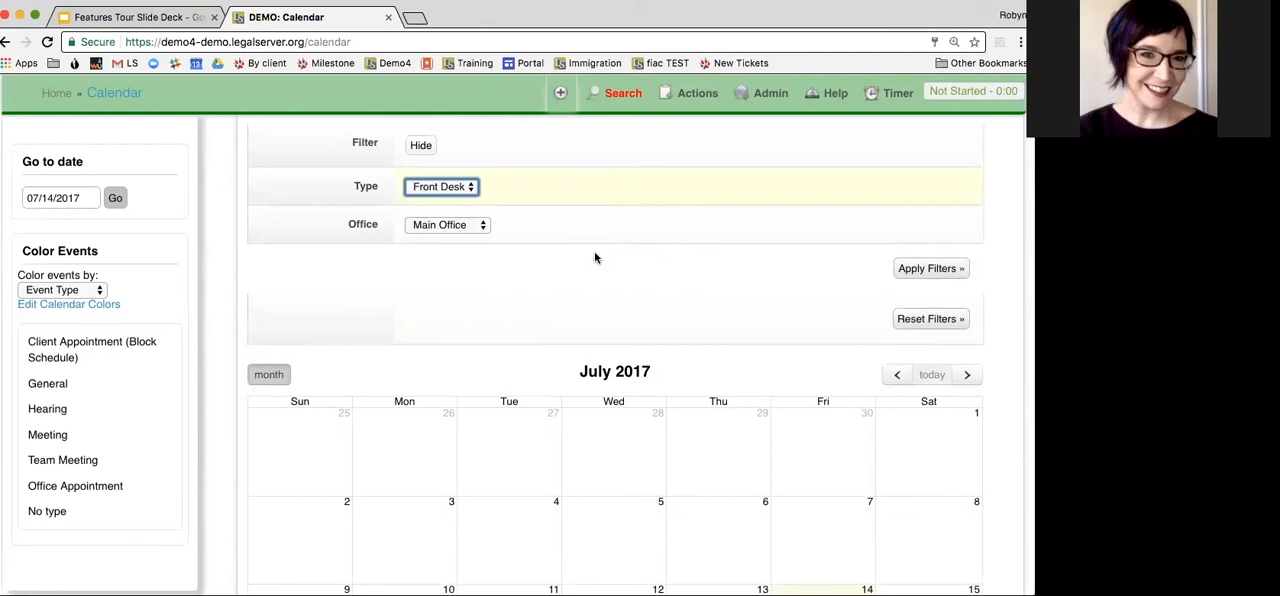 Features Tour Slide Deck - Go
DEMO: Calendar
Robyn
Secure https://demo4-demo.legalserver.org/calendar
Apps LS By client Milestone Demo4 Training Portal Immigration fiac TEST New Tickets Other Bookmarks
Home » Calendar Search Actions Admin Help Timer Not Started - 0:00
Go to date
07/14/2017 Go
Color Events
Color events by:
Event Type
Edit Calendar Colors
Client Appointment (Block
Schedule)
General
Hearing
Meeting
Team Meeting
Office Appointment
No type
Filter Hide
Type Front Desk
Office Main Office
Apply Filters »
Reset Filters »
month July 2017 < today >
Sun Mon Tue Wed Thu Fri Sat
25 26 27 28 29 30 1
2 3 4 5 6 7 8
9 10 11 12 13 14 15